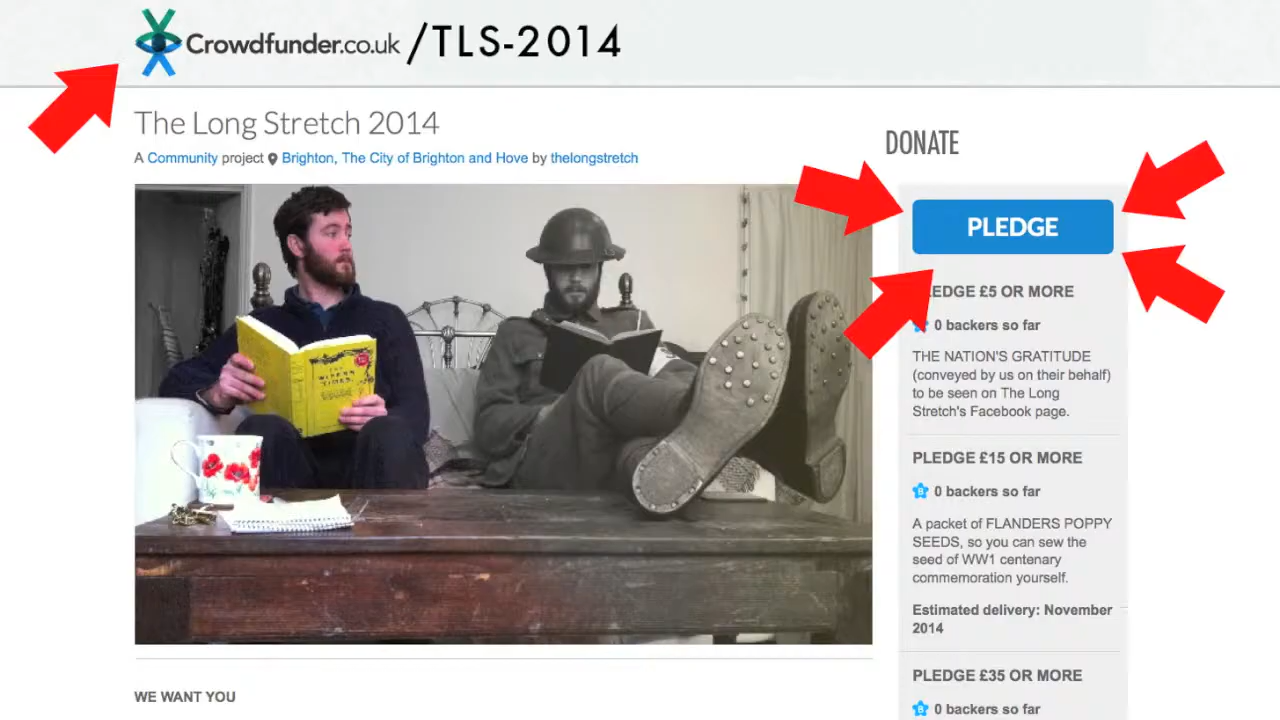 Crowdfunder.co.uk /TLS-2014
The Long Stretch 2014
A Community project Brighton, The City of Brighton and Hove by thelongstretch
WE WANT YOU
DONATE
PLEDGE
£5 OR MORE
0 backers so far
THE NATION'S GRATITUDE
(conveyed by us on their behalf)
to be seen on The Long
Stretch's Facebook page.
PLEDGE £15 OR MORE
0 backers so far
A packet of FLANDERS POPPY
SEEDS, so you can sew the
seed of WW1 centenary
commemoration yourself.
Estimated delivery: November
2014
PLEDGE £35 OR MORE
0 backers so far